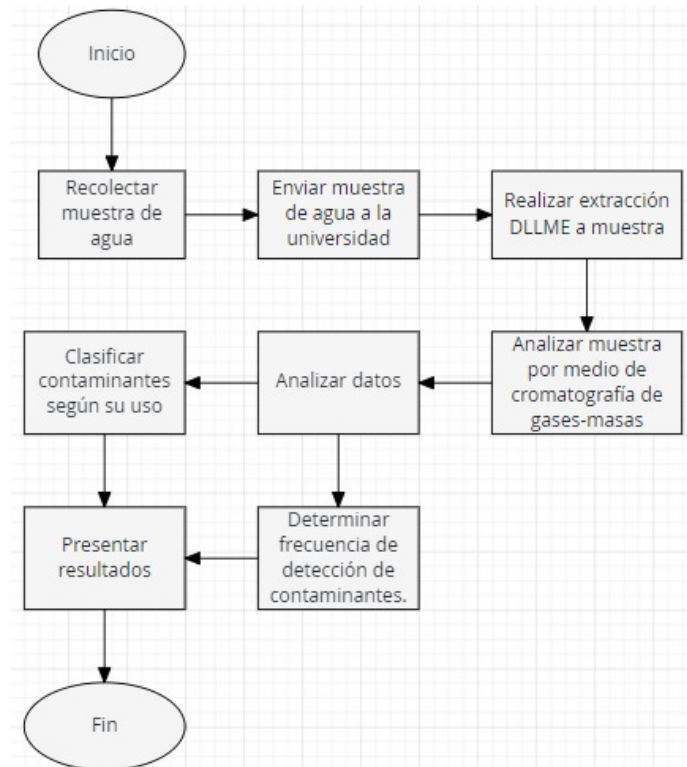 Inicio
Recolectar
muestra de
agua
Enviar muestra
de agua a la
universidad
Realizar extracción
DLLME a muestra
Analizar muestra
por medio de
cromatografía de
gases-masas
Analizar datos
Clasificar
contaminantes
según su uso
Determinar
frecuencia de
detección de
contaminantes.
Presentar
resultados
Fin